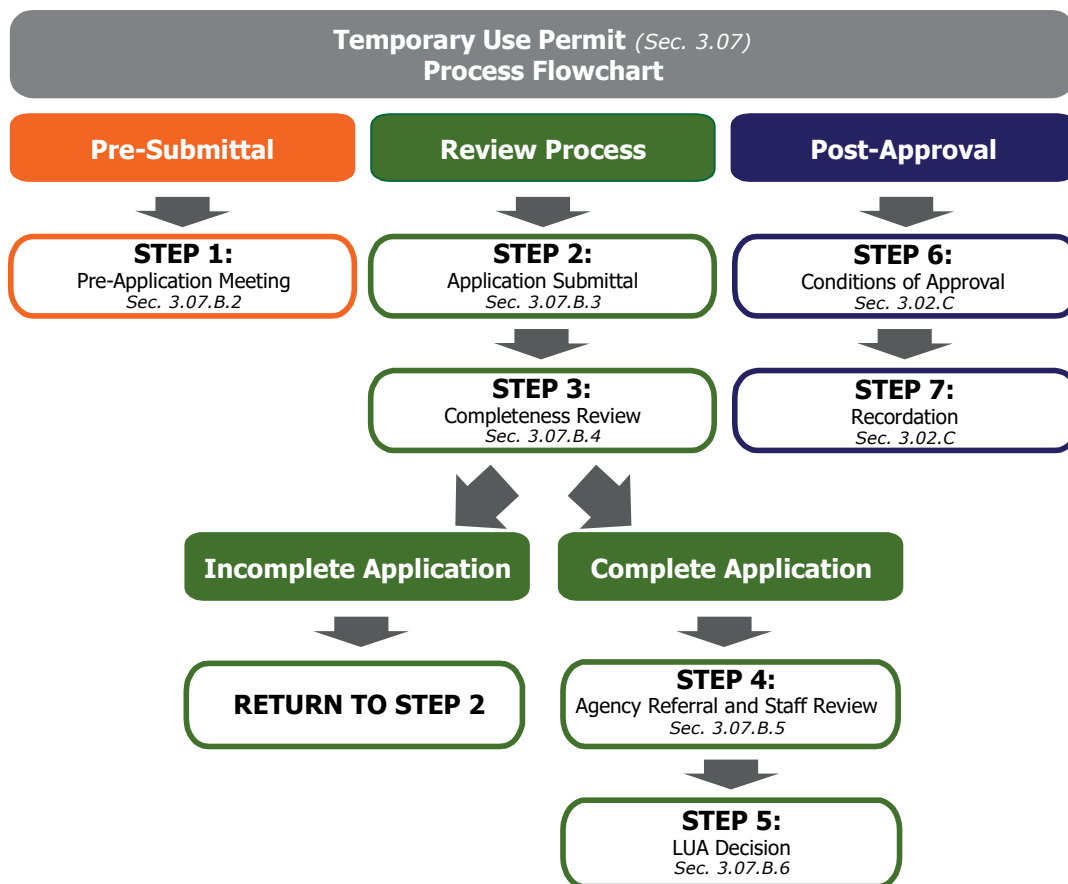 Temporary Use Permit (Sec. 3.07)
Process Flowchart
Pre-Submittal
Review Process
Post-Approval
STEP 1:
Pre-Application Meeting
Sec. 3.07.B.2
STEP 2:
Application Submittal
Sec. 3.07.B.3
STEP 6:
Conditions of Approval
Sec. 3.02.C
STEP 3:
Completeness Review
Sec. 3.07.B.4
STEP 7:
Recordation
Sec. 3.02.C
Incomplete Application
Complete Application
RETURN TO STEP 2
STEP 4:
Agency Referral and Staff Review
Sec. 3.07.B.5
STEP 5:
LUA Decision
Sec. 3.07.B.6